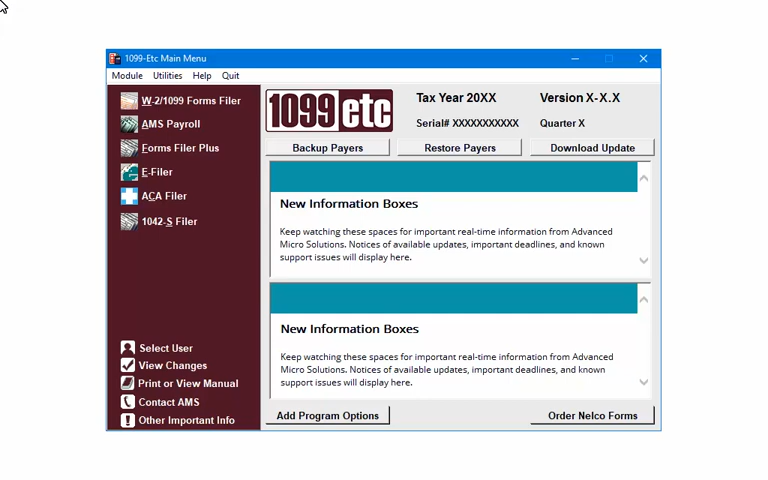 1099-Etc Main Menu
Module Utilities Help Quit
W-2/1099 Forms Filer
AMS Payroll
Forms Filer Plus
E-Filer
ACA Filer
1042-S Filer
Select User
View Changes
Print or View Manual
Contact AMS
Other Important Info
1099 etc
Tax Year 20XX
Version X-X.X
Serial# XXXXXXXXXXX
Quarter X
Backup Payers
Restore Payers
Download Update
New Information Boxes
Keep watching these spaces for important real-time information from Advanced
Micro Solutions. Notices of available updates, important deadlines, and known
support issues will display here.
New Information Boxes
Keep watching these spaces for important real-time information from Advanced
Micro Solutions. Notices of available updates, important deadlines, and known
support issues will display here.
Add Program Options
Order Nelco Forms